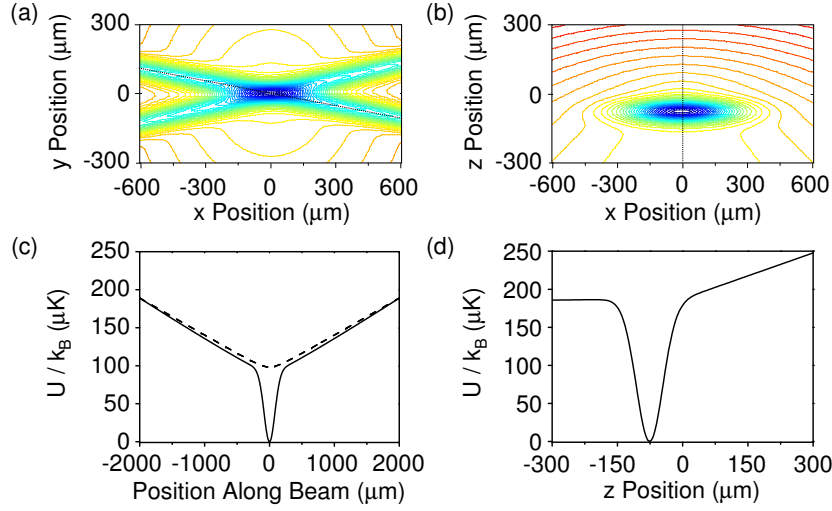 (a)
300
0
-300
y Position (μm)
-600 -300 0 300 600
x Position (μm)
(b)
300
0
-300
z Position (μm)
-600 -300 0 300 600
x Position (μm)
(c)
250
200
150
100
50
0
U / k_B (μK)
-2000 -1000 0 1000 2000
Position Along Beam (μm)
(d)
250
200
150
100
50
0
U / k_B (μK)
-300 -150 0 150 300
z Position (μm)